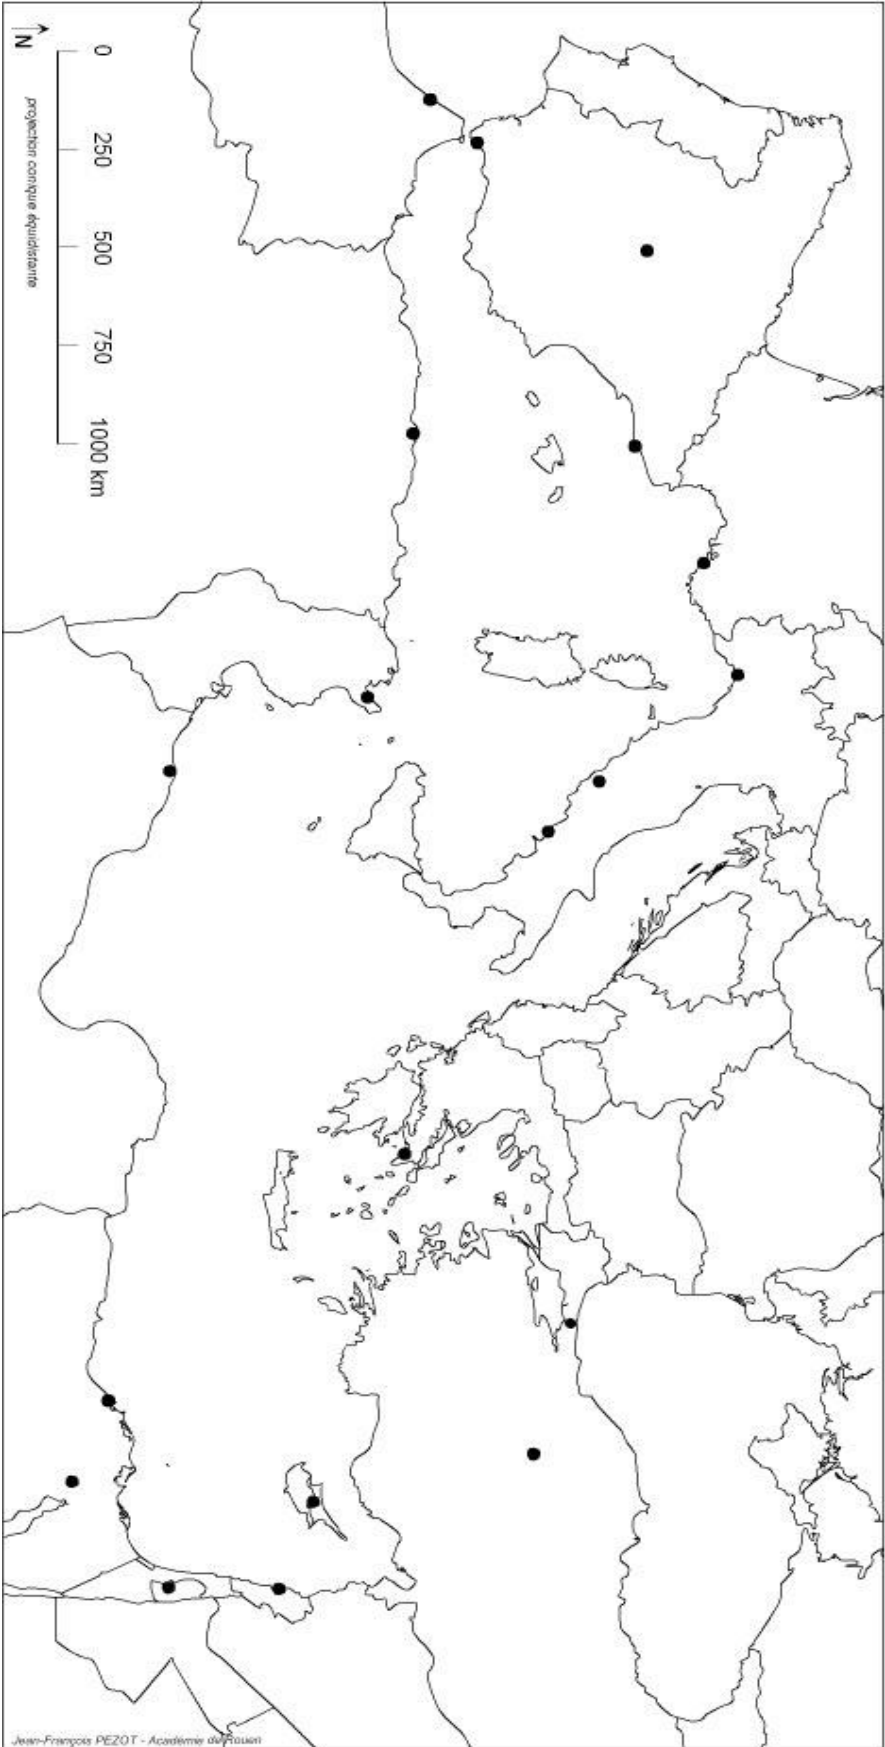 N
0 250 500 750 1000 km
projection conique équidistante
Jean-François PEZOT - Académie de Rouen